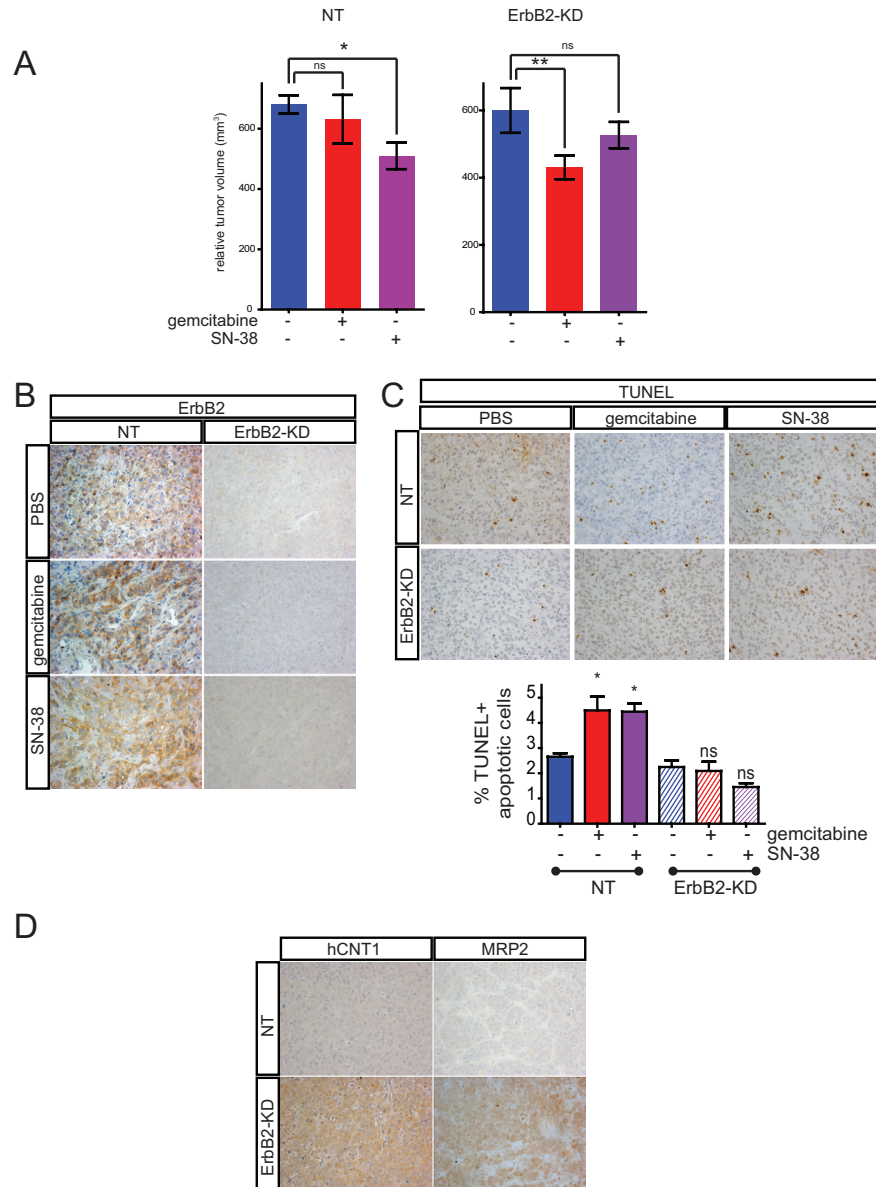 NT
ErbB2-KD
A
*
ns
ns
**
relative tumor volume (mm³)
600
400
200
0
600
400
200
0
gemcitabine - + - - + -
SN-38 - - + - - +
B
ErbB2
NT
ErbB2-KD
PBS
gemcitabine
SN-38
C
TUNEL
PBS
gemcitabine
SN-38
NT
ErbB2-KD
% TUNEL+
apoptotic cells
5
4
3
2
1
0
*
*
ns
ns
- + - - + - gemcitabine
- - + - - + SN-38
NT
ErbB2-KD
D
hCNT1
MRP2
NT
ErbB2-KD